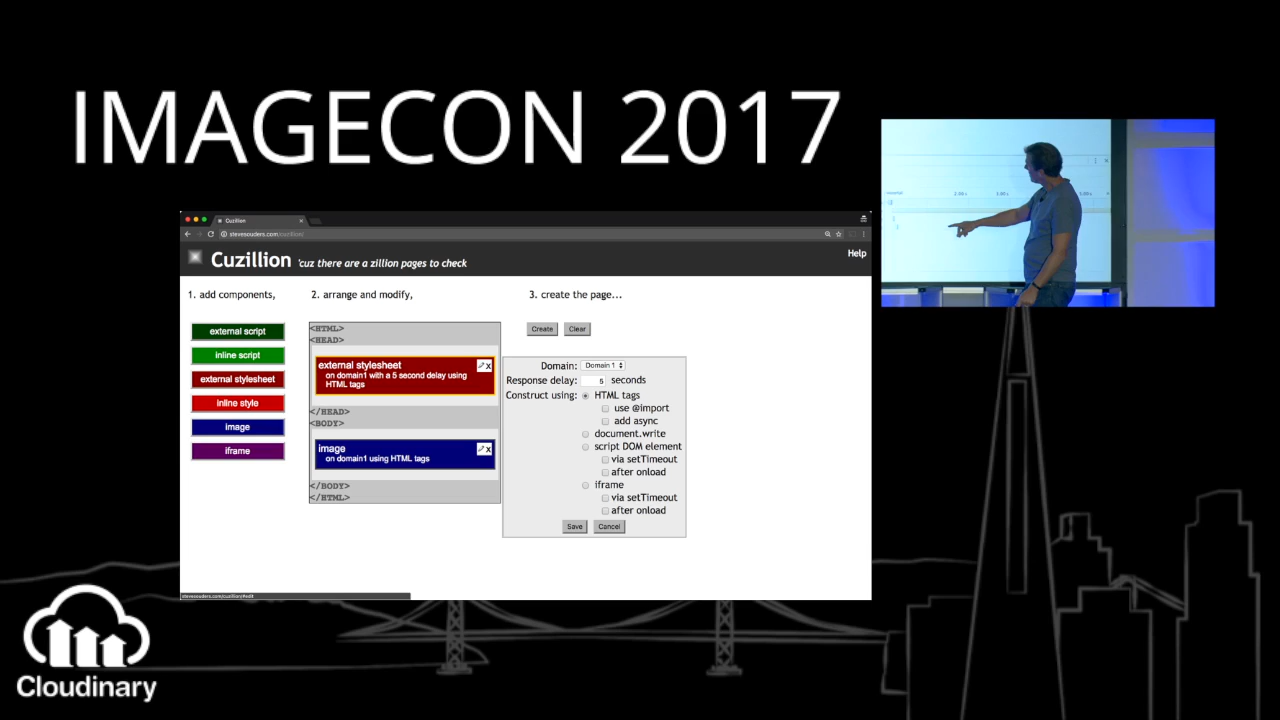 IMAGECON 2017
Cuzillion
stevesouders.com/cuzillion/
Cuzillion 'cuz there are a zillion pages to check
Help
1. add components,
2. arrange and modify,
3. create the page...
external script
inline script
external stylesheet
inline style
image
iframe
<HTML>
<HEAD>
external stylesheet
X
on domain1 with a 5 second delay using
HTML tags
</HEAD>
<BODY>
image
X
on domain1 using HTML tags
</BODY>
</HTML>
Create
Clear
Domain: Domain 1
Response delay: 5 seconds
Construct using: HTML tags
use @import
add async
document.write
script DOM element
via setTimeout
after onload
iframe
via setTimeout
after onload
Save
Cancel
stevesouders.com/cuzillion/#edit
Cloudinary